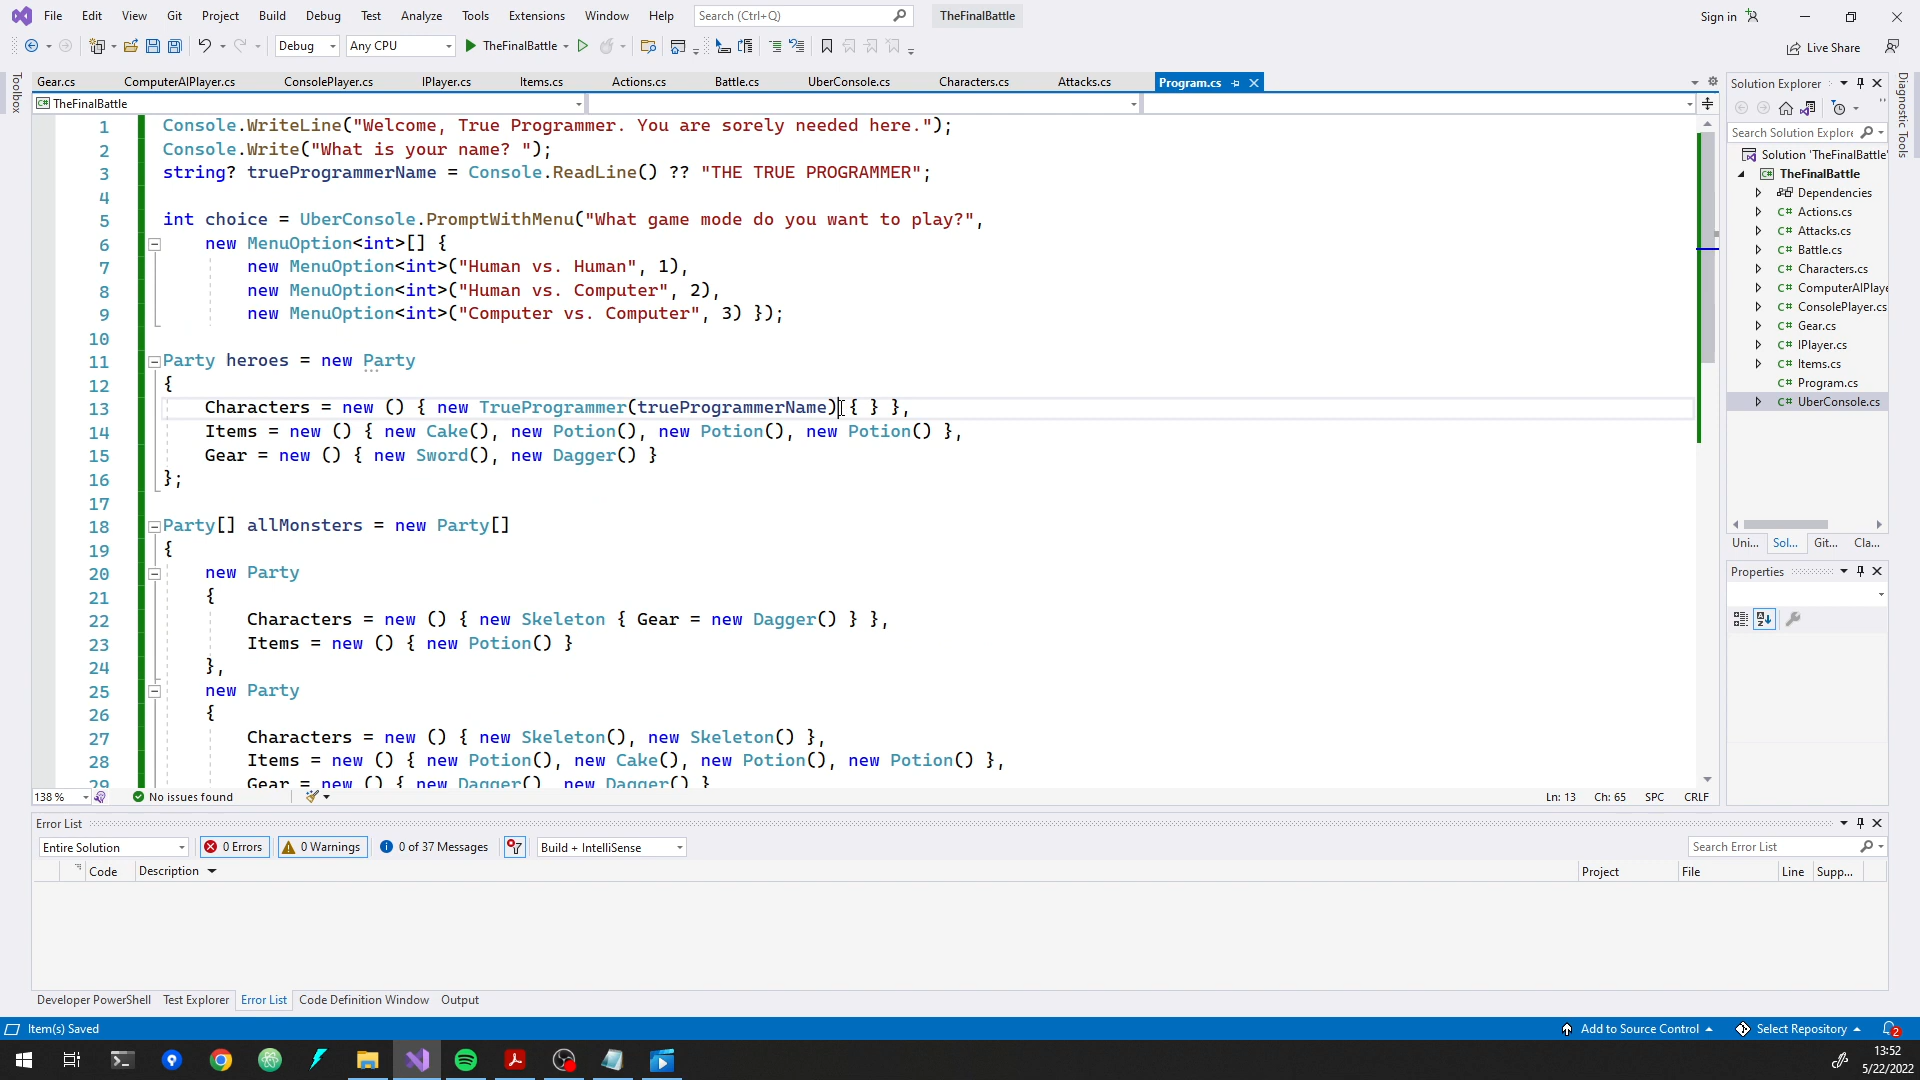 File Edit View Git Project Build Debug Test Analyze Tools Extensions Window Help Search (Ctrl+Q) TheFinalBattle Sign in
Debug Any CPU TheFinalBattle Live Share
Gear.cs ComputerAIPlayer.cs ConsolePlayer.cs IPlayer.cs Items.cs Actions.cs Battle.cs UberConsole.cs Characters.cs Attacks.cs Program.cs
Toolbox
C# TheFinalBattle
1 Console.WriteLine("Welcome, True Programmer. You are sorely needed here.");
2 Console.Write("What is your name? ");
3 string? trueProgrammerName = Console.ReadLine() ?? "THE TRUE PROGRAMMER";
4
5 int choice = UberConsole.PromptWithMenu("What game mode do you want to play?",
6 new MenuOption<int>[] {
7 new MenuOption<int>("Human vs. Human", 1),
8 new MenuOption<int>("Human vs. Computer", 2),
9 new MenuOption<int>("Computer vs. Computer", 3) });
10
11 Party heroes = new Party
12 {
13 Characters = new () { new TrueProgrammer(trueProgrammerName) { } },
14 Items = new () { new Cake(), new Potion(), new Potion(), new Potion() },
15 Gear = new () { new Sword(), new Dagger() }
16 };
17
18 Party[] allMonsters = new Party[]
19 {
20 new Party
21 {
22 Characters = new () { new Skeleton { Gear = new Dagger() } },
23 Items = new () { new Potion() }
24 },
25 new Party
26 {
27 Characters = new () { new Skeleton(), new Skeleton() },
28 Items = new () { new Potion(), new Cake(), new Potion(), new Potion() },
29 Gear = new () { new Dagger(), new Dagger() }
138 % No issues found Ln: 13 Ch: 65 SPC CRLF
Solution Explorer
Search Solution Explore
Solution 'TheFinalBattle'
C# TheFinalBattle
Dependencies
C# Actions.cs
C# Attacks.cs
C# Battle.cs
C# Characters.cs
C# ComputerAIPlaye
C# ConsolePlayer.cs
C# Gear.cs
C# IPlayer.cs
C# Items.cs
C# Program.cs
C# UberConsole.cs
Uni... Sol... Git... Cla...
Properties
Diagnostic Tools
Error List
Entire Solution 0 Errors 0 Warnings 0 of 37 Messages Build + IntelliSense Search Error List
Code Description Project File Line Supp...
Developer PowerShell Test Explorer Error List Code Definition Window Output
Item(s) Saved Add to Source Control Select Repository 2
13:52
5/22/2022